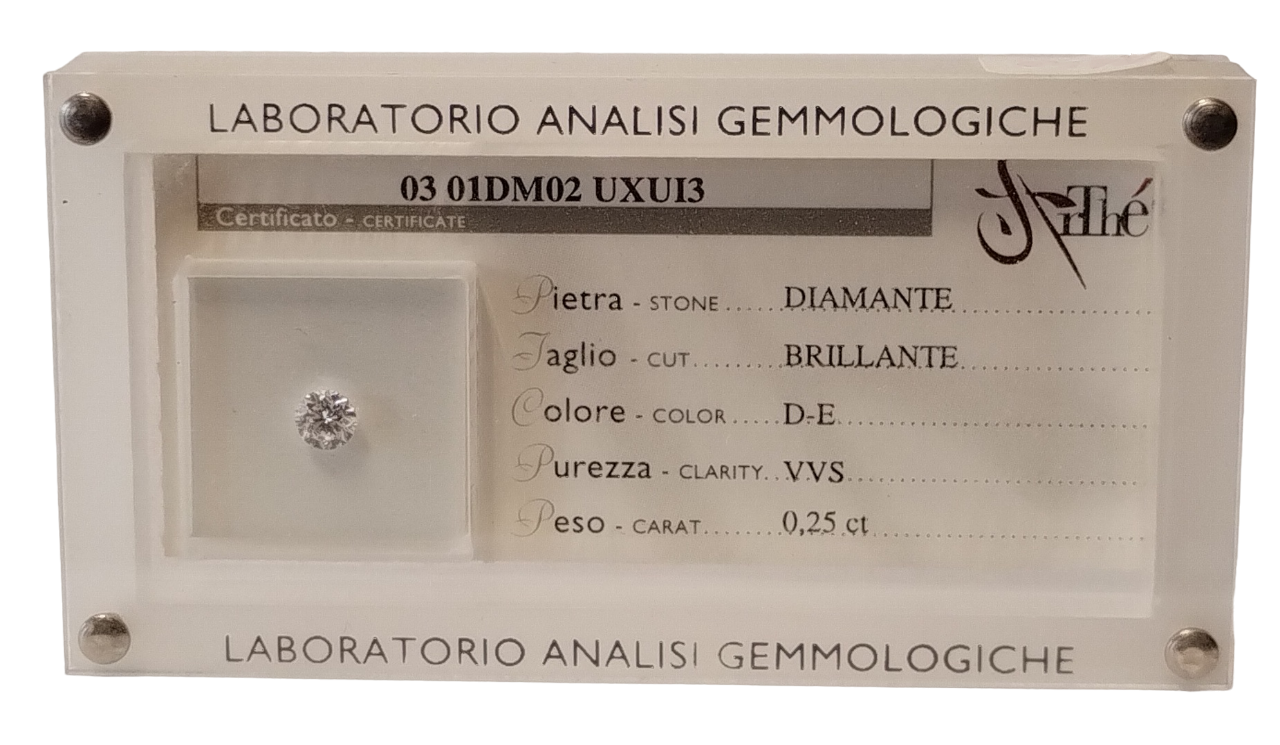 LABORATORIO ANALISI GEMMOLOGICHE
03 01DM02 UXUI3
Certificato - CERTIFICATE
ArThé
Pietra - STONE.....DIAMANTE
Taglio - CUT........BRILLANTE
Colore - COLOR.....D-E
Purezza - CLARITY..VVS
Peso - CARAT.......0,25 ct
LABORATORIO ANALISI GEMMOLOGICHE